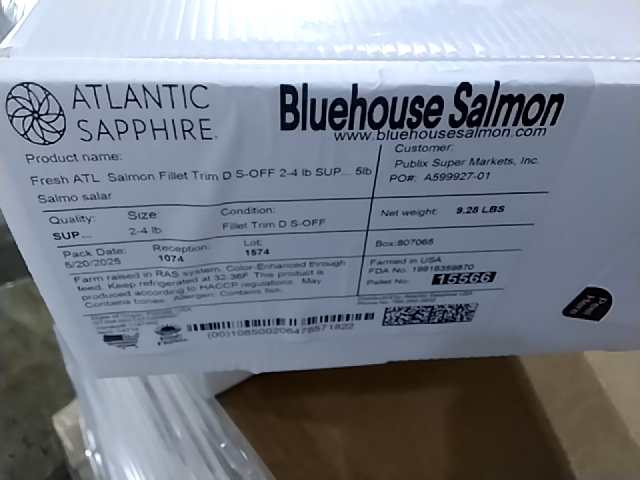 ATLANTIC
SAPPHIRE.
Bluehouse Salmon
www.bluehousesalmon.com
Product name:
Fresh ATL Salmon Fillet Trim D S-OFF 2-4 lb SUP... 5lb
Salmo salar
Customer:
Publix Super Markets, Inc.
PO#: A599927-01
Quality:
SUP...
Size:
2-4 lb
Condition:
Fillet Trim D S-OFF
Net weight: 9.28 LBS
Pack Date:
5/20/2025
Reception:
1074
Lot:
1574
Box:807065
Farm raised in RAS system. Color-Enhanced through
feed. Keep refrigerated at 32-36F. This product is
produced according to HACCP regulations. May
Contains bones. Allergen: Contains fish.
Farmed in USA
FDA No. 19916359870
Pallet No: 15566
(00)108500206478571822